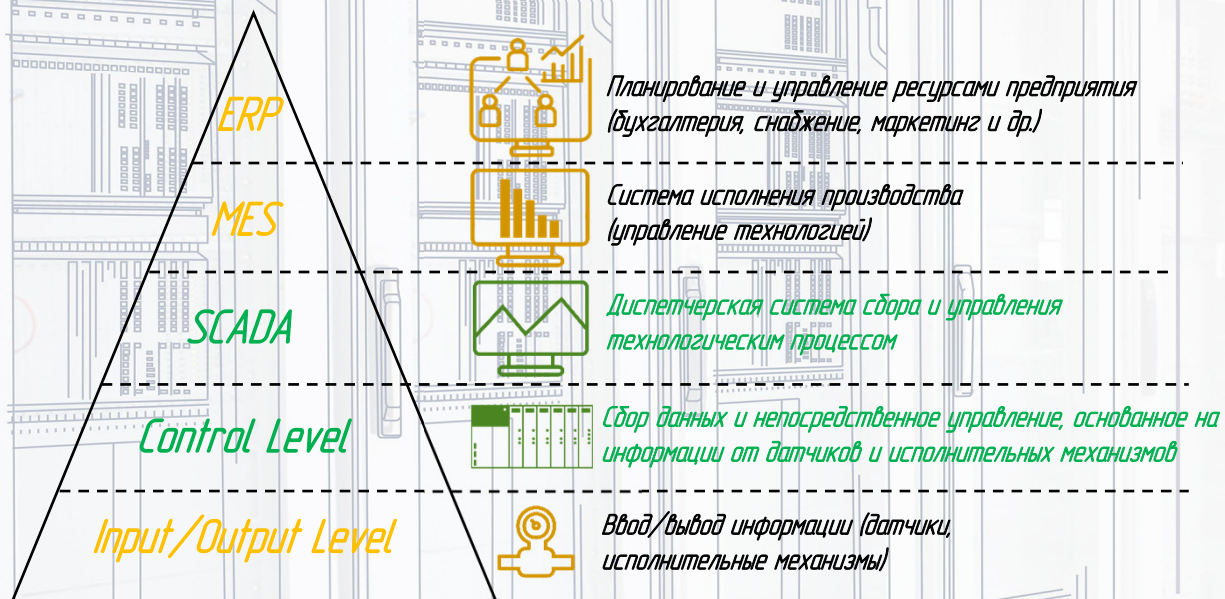 ERP
Планирование и управление ресурсами предприятия
(бухгалтерия, снабжение, маркетинг и др.)
MES
Система исполнения производства
(управление технологией)
SCADA
Диспетчерская система сбора и управления
технологическим процессом
Control Level
Сбор данных и непосредственное управление, основанное на
информации от датчиков и исполнительных механизмов
Input/Output Level
Ввод/вывод информации (датчики,
исполнительные механизмы)